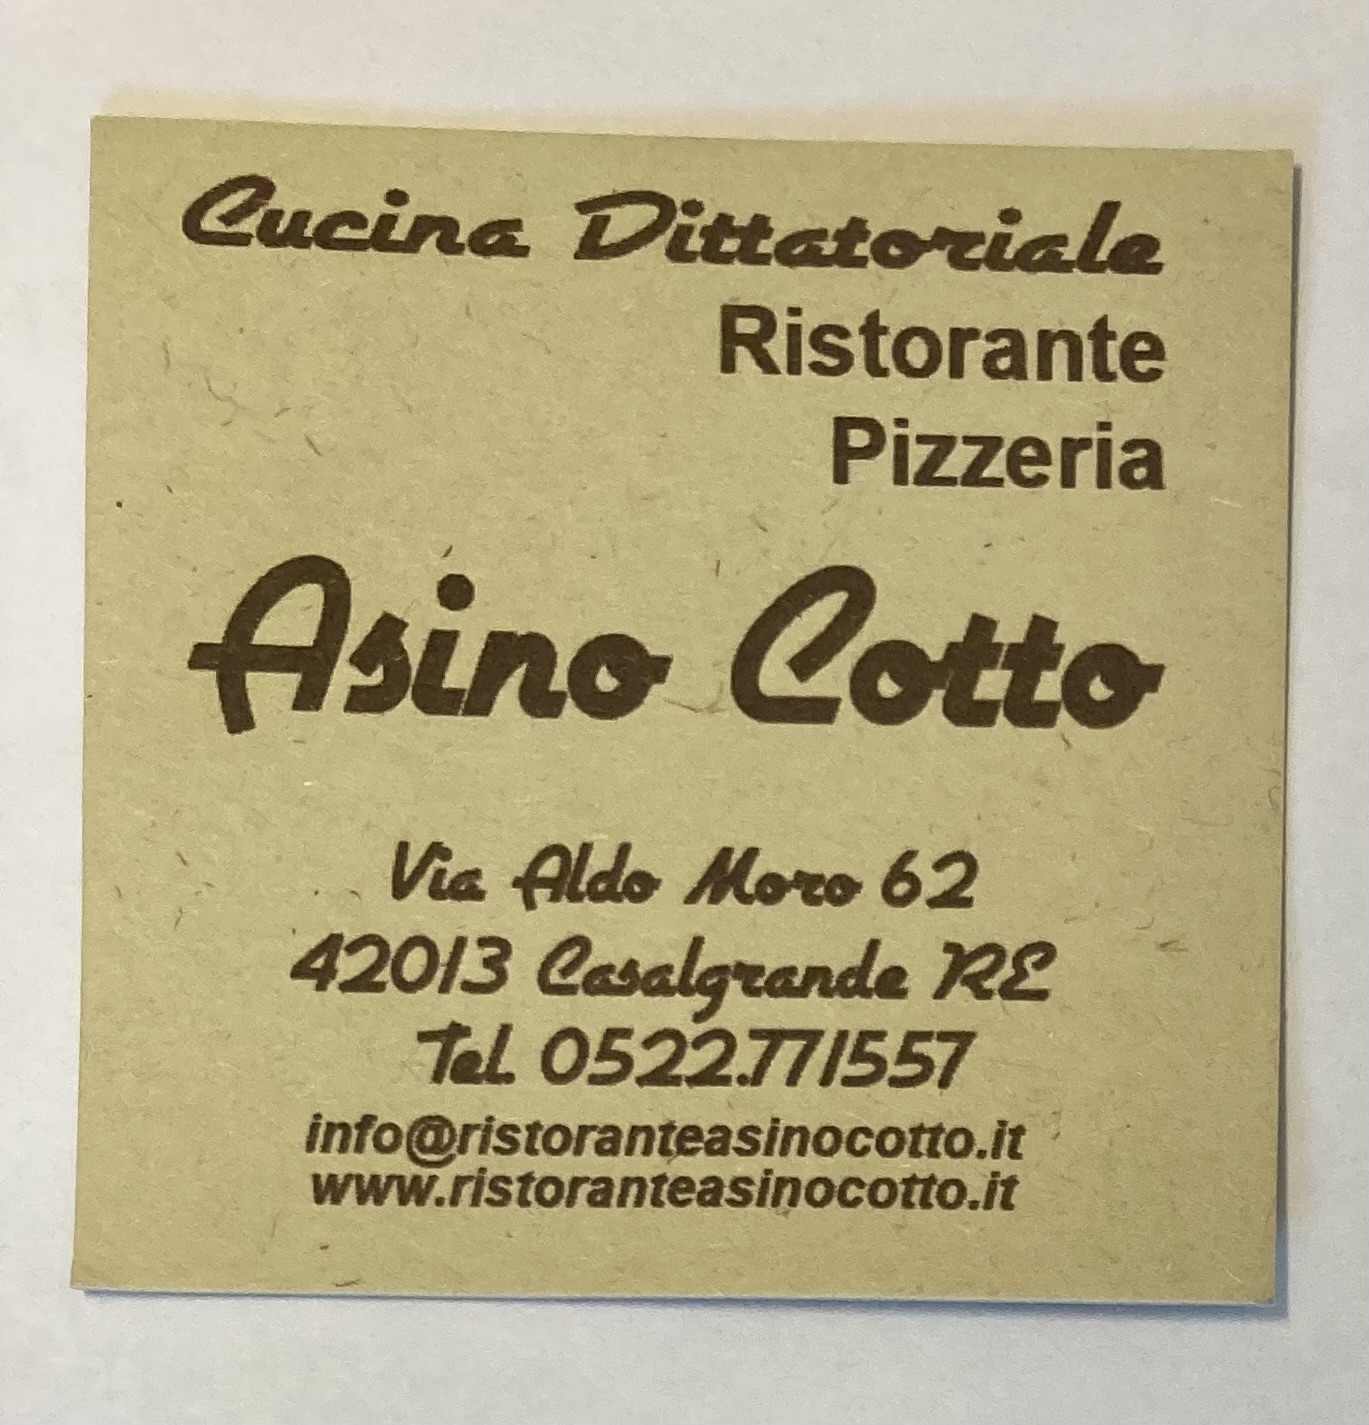 Cucina Dittatoriale
Ristorante
Pizzeria
Asino Cotto
Via Aldo Moro 62
42013 Casalgrande RE
Tel. 0522.771557
info@ristoranteasinocotto.it
www.ristoranteasinocotto.it